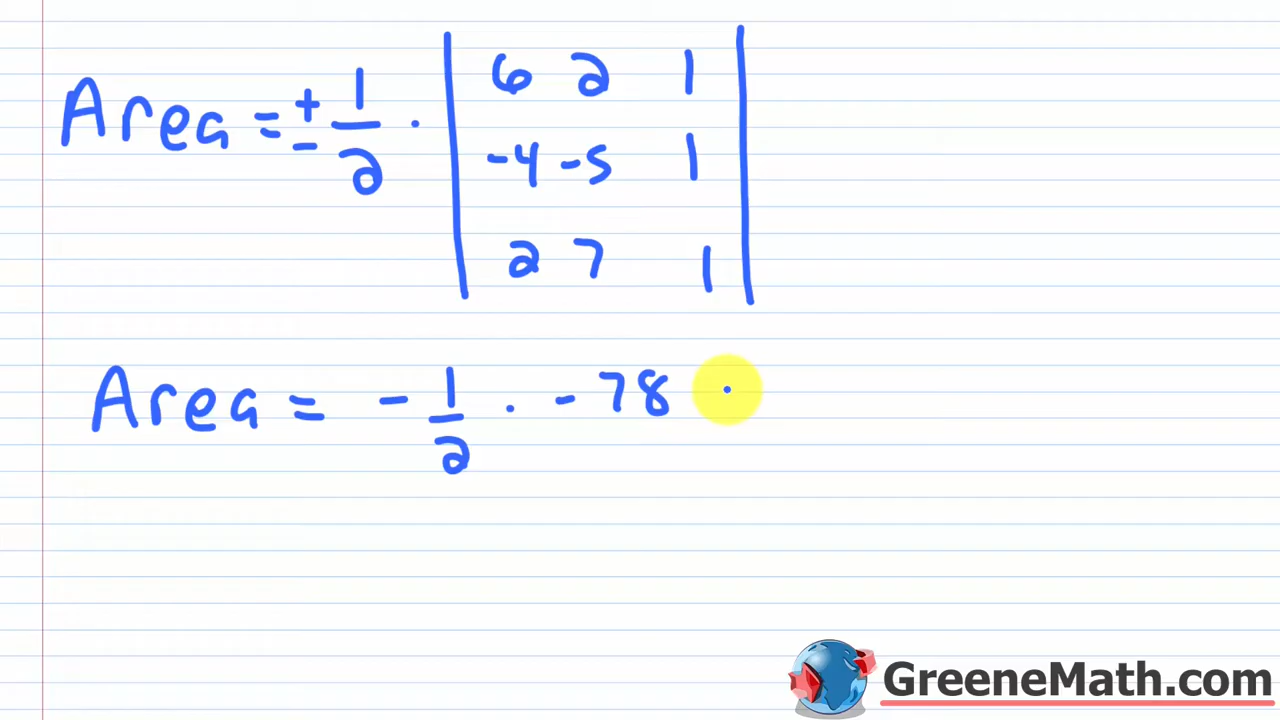 Area = ± 1/2 · | 6 2 1 |
| -4 -5 1 |
| 2 7 1 |
Area = - 1/2 · -78
GreeneMath.com